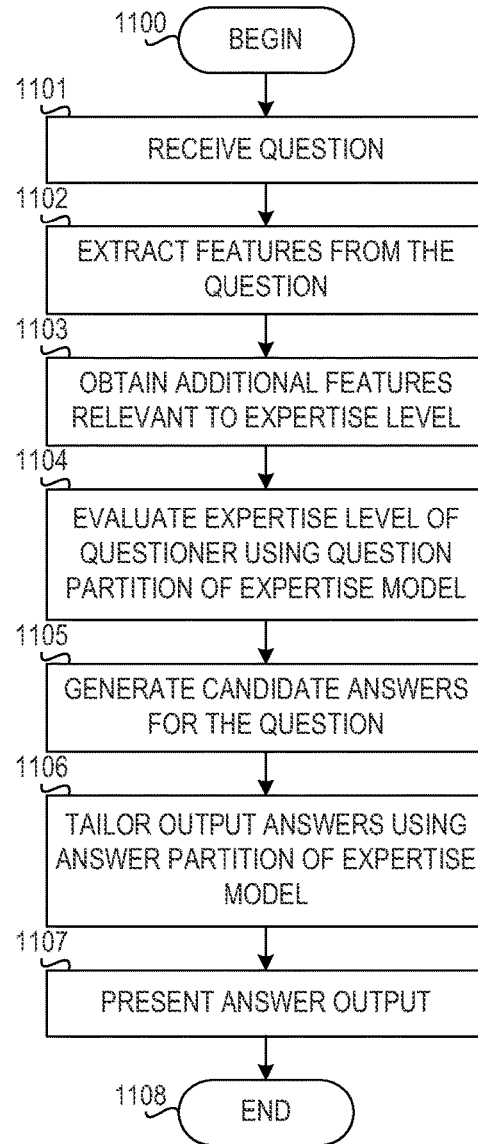 1100
BEGIN
1101
RECEIVE QUESTION
1102
EXTRACT FEATURES FROM THE
QUESTION
1103
OBTAIN ADDITIONAL FEATURES
RELEVANT TO EXPERTISE LEVEL
1104
EVALUATE EXPERTISE LEVEL OF
QUESTIONER USING QUESTION
PARTITION OF EXPERTISE MODEL
1105
GENERATE CANDIDATE ANSWERS
FOR THE QUESTION
1106
TAILOR OUTPUT ANSWERS USING
ANSWER PARTITION OF EXPERTISE
MODEL
1107
PRESENT ANSWER OUTPUT
1108
END